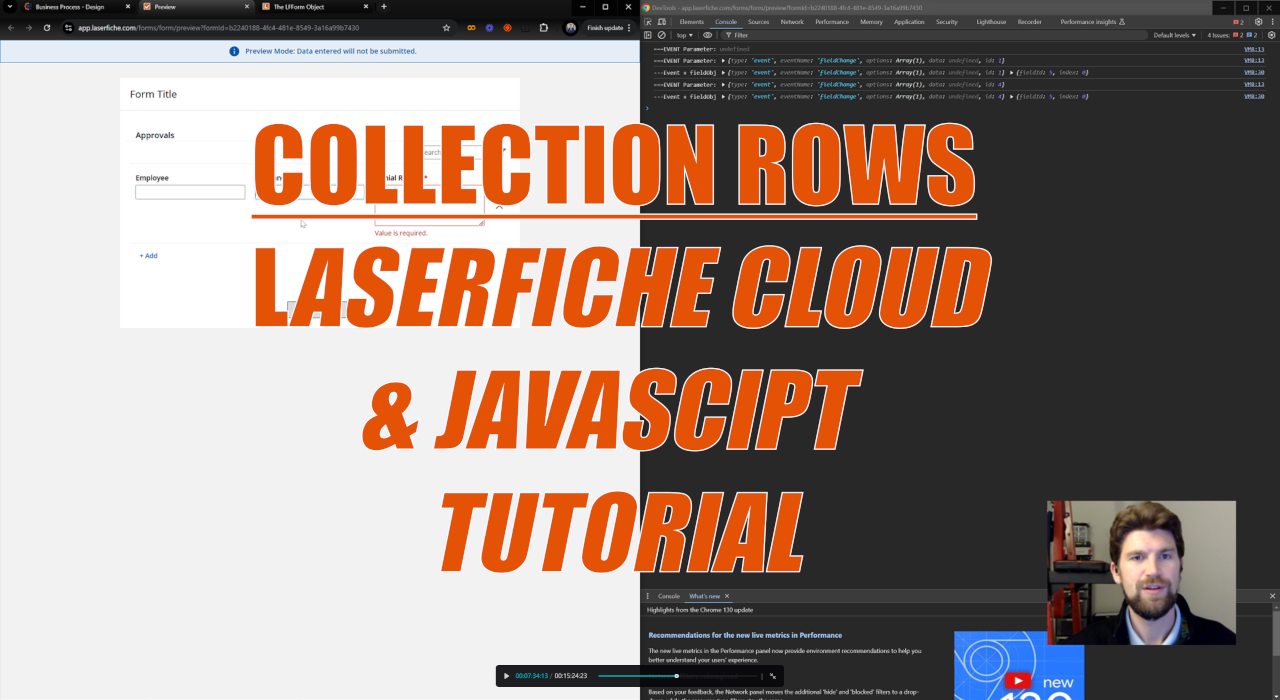 Business Process - Design
Preview
The LFForm Object
app.laserfiche.com/forms/form/preview?formId=b2240188-4fc4-481e-8549-3a16a99b7430
Finish update
Preview Mode: Data entered will not be submitted.
Form Title
Approvals
Employee
Value is required.
+ Add
COLLECTION ROWS
LASERFICHE CLOUD
& JAVASCIPT
TUTORIAL
DevTools - app.laserfiche.com/forms/form/preview?formId=b2240188-4fc4-481e-8549-3a16a99b7430
Elements Console Sources Network Performance Memory Application Security Lighthouse Recorder Performance insights
2
top
Filter
Default levels
4 Issues: 2 2
===EVENT Parameter: undefined VM8:13
===EVENT Parameter: {type: 'event', eventName: 'fieldChange', options: Array(1), data: undefined, id: 1} VM8:13
---Event + fieldObj {type: 'event', eventName: 'fieldChange', options: Array(1), data: undefined, id: 1} {fieldId: 5, index: 0} VM8:30
===EVENT Parameter: {type: 'event', eventName: 'fieldChange', options: Array(1), data: undefined, id: 4} VM8:13
---Event + fieldObj {type: 'event', eventName: 'fieldChange', options: Array(1), data: undefined, id: 4} {fieldId: 5, index: 0} VM8:30
Console What's new
Highlights from the Chrome 130 update
Recommendations for the new live metrics in Performance
The new live metrics in the Performance panel now provide environment recommendations to help you
better understand your users' experience.
Based on your feedback, the Network panel moves the additional 'hide' and 'blocked' filters to a drop-
new
00:07:34:13 / 00:15:24:23